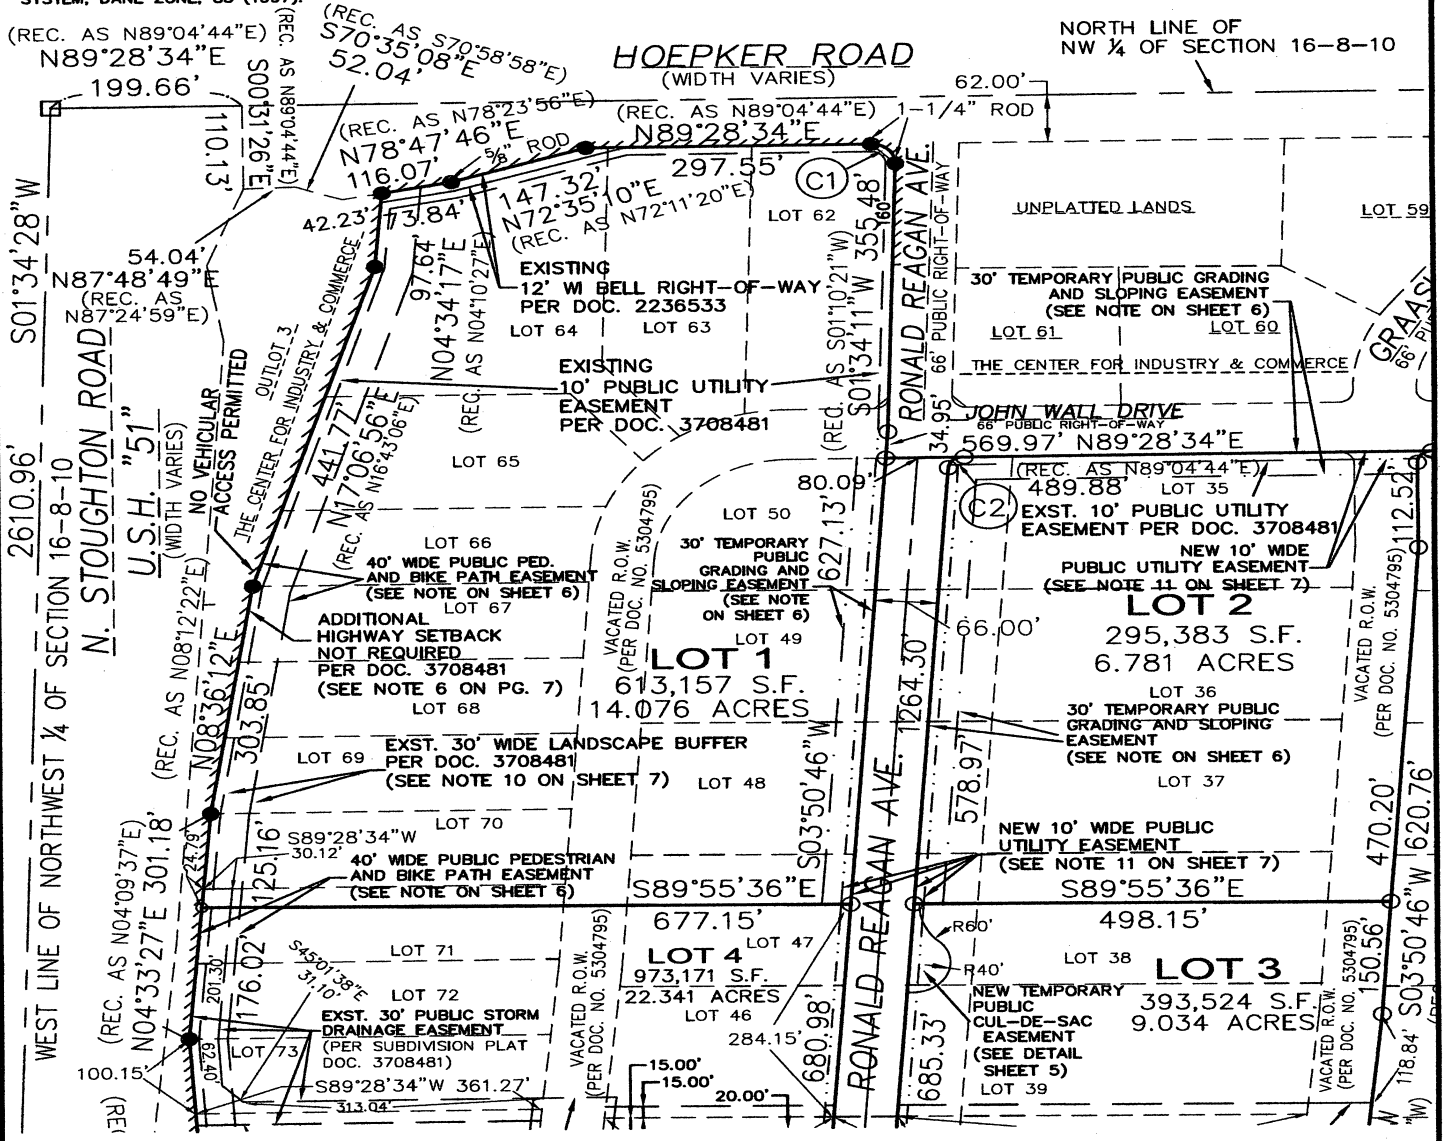 SYSTEM, DANE ZONE, 83 (1997).
(REC. AS N89°04'44"E)
N89°28'34"E
199.66'
(REC. AS S70°58'58"E)
S70°35'08"E
52.04'
HOEPKER ROAD
(WIDTH VARIES)
62.00'
NORTH LINE OF
NW ¼ OF SECTION 16-8-10
110.13'
S00°31'26"E
(REC. AS N89°04'44"E)
(REC. AS N78°23'56"E)
N78°47'46"E
116.07'
5/8" ROD
(REC. AS N89°04'44"E)
N89°28'34"E
297.55'
1-1/4" ROD
C1
42.23'
73.84'
147.32'
N72°35'10"E
(REC. AS N72°11'20"E)
LOT 62
160'
UNPLATTED LANDS
LOT 59
54.04'
N87°48'49"E
(REC. AS
N87°24'59"E)
97.64'
N04°34'17"E
(REC. AS N04°10'27"E)
EXISTING
12' WI BELL RIGHT-OF-WAY
PER DOC. 2236533
LOT 64
LOT 63
(REC. AS S01°10'21"W)
S01°34'11"W 355.48'
RONALD REAGAN AVE.
66' PUBLIC RIGHT-OF-WAY
30' TEMPORARY PUBLIC GRADING
AND SLOPING EASEMENT
(SEE NOTE ON SHEET 6)
LOT 61
LOT 60
THE CENTER FOR INDUSTRY & COMMERCE
S01°34'28"W
2610.96'
WEST LINE OF NORTHWEST ¼ OF SECTION 16-8-10
N. STOUGHTON ROAD
U.S.H. "51"
(WIDTH VARIES)
NO VEHICULAR
ACCESS PERMITTED
OUTLOT 3
THE CENTER FOR INDUSTRY & COMMERCE
EXISTING
10' PUBLIC UTILITY
EASEMENT
PER DOC. 3708481
441.77'
N17°06'56"E
(REC. AS N16°43'06"E)
LOT 65
34.95'
JOHN WALL DRIVE
66' PUBLIC RIGHT-OF-WAY
569.97' N89°28'34"E
(REC. AS N89°04'44"E)
489.88'
LOT 35
80.09'
C2
EXST. 10' PUBLIC UTILITY
EASEMENT PER DOC. 3708481
NEW 10' WIDE
PUBLIC UTILITY EASEMENT
(SEE NOTE 11 ON SHEET 7)
112.52'
LOT 50
30' TEMPORARY
PUBLIC
GRADING AND
SLOPING EASEMENT
(SEE NOTE
ON SHEET 6)
LOT 49
627.13'
LOT 66
40' WIDE PUBLIC PED.
AND BIKE PATH EASEMENT
(SEE NOTE ON SHEET 6)
LOT 67
ADDITIONAL
HIGHWAY SETBACK
NOT REQUIRED
PER DOC. 3708481
(SEE NOTE 6 ON PG. 7)
LOT 68
VACATED R.O.W.
(PER DOC. NO. 5304795)
LOT 1
613,157 S.F.
14.076 ACRES
66.00'
1264.30'
LOT 2
295,383 S.F.
6.781 ACRES
LOT 36
30' TEMPORARY PUBLIC
GRADING AND SLOPING
EASEMENT
(SEE NOTE ON SHEET 6)
LOT 37
VACATED R.O.W.
(PER DOC. NO. 5304795)
(REC. AS N08°12'22"E)
N08°36'12"E
303.85'
LOT 69
EXST. 30' WIDE LANDSCAPE BUFFER
PER DOC. 3708481
(SEE NOTE 10 ON SHEET 7)
LOT 48
S03°50'46"W
RONALD REAGAN AVE.
578.97'
470.20'
620.76'
S03°50'46"W
LOT 70
S89°28'34"W
30.12'
24.79'
125.16'
40' WIDE PUBLIC PEDESTRIAN
AND BIKE PATH EASEMENT
(SEE NOTE ON SHEET 6)
NEW 10' WIDE PUBLIC
UTILITY EASEMENT
(SEE NOTE 11 ON SHEET 7)
S89°55'36"E
677.15'
S89°55'36"E
498.15'
(REC. AS N04°09'37"E)
N04°33'27"E 301.18'
LOT 71
LOT 72
LOT 73
201.30'
176.02'
S45°01'38"E
31.10'
EXST. 30' PUBLIC STORM
DRAINAGE EASEMENT
(PER SUBDIVISION PLAT
DOC. 3708481)
S89°28'34"W 361.27'
313.04'
100.15'
62.40'
VACATED R.O.W.
(PER DOC. NO. 5304795)
LOT 4
973,171 S.F.
22.341 ACRES
LOT 47
LOT 46
284.15'
15.00'
15.00'
20.00'
680.98'
RONALD REAGAN AVE.
685.33'
R60'
R40'
NEW TEMPORARY
PUBLIC
CUL-DE-SAC
EASEMENT
(SEE DETAIL
SHEET 5)
LOT 38
LOT 3
393,524 S.F.
9.034 ACRES
LOT 39
VACATED R.O.W.
(PER DOC. NO. 5304795)
150.56'
118.84'